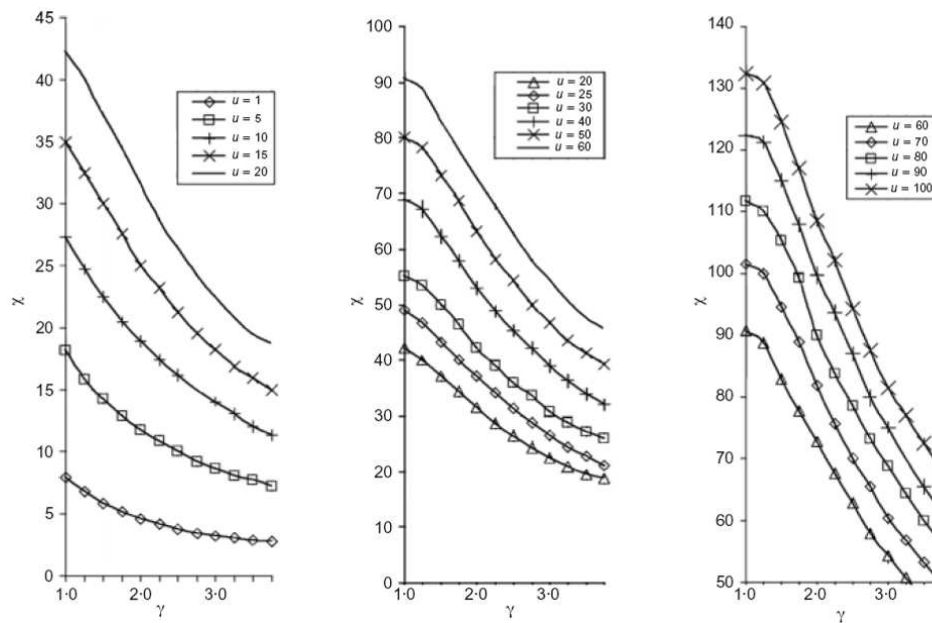 45
40
35
30
25
20
15
10
5
0
χ
u = 1
u = 5
u = 10
u = 15
u = 20
1·0
2·0
3·0
γ
100
90
80
70
60
50
40
30
20
10
0
χ
u = 20
u = 25
u = 30
u = 40
u = 50
u = 60
1·0
2·0
3·0
γ
140
130
120
110
100
90
80
70
60
50
χ
u = 60
u = 70
u = 80
u = 90
u = 100
1·0
2·0
3·0
γ